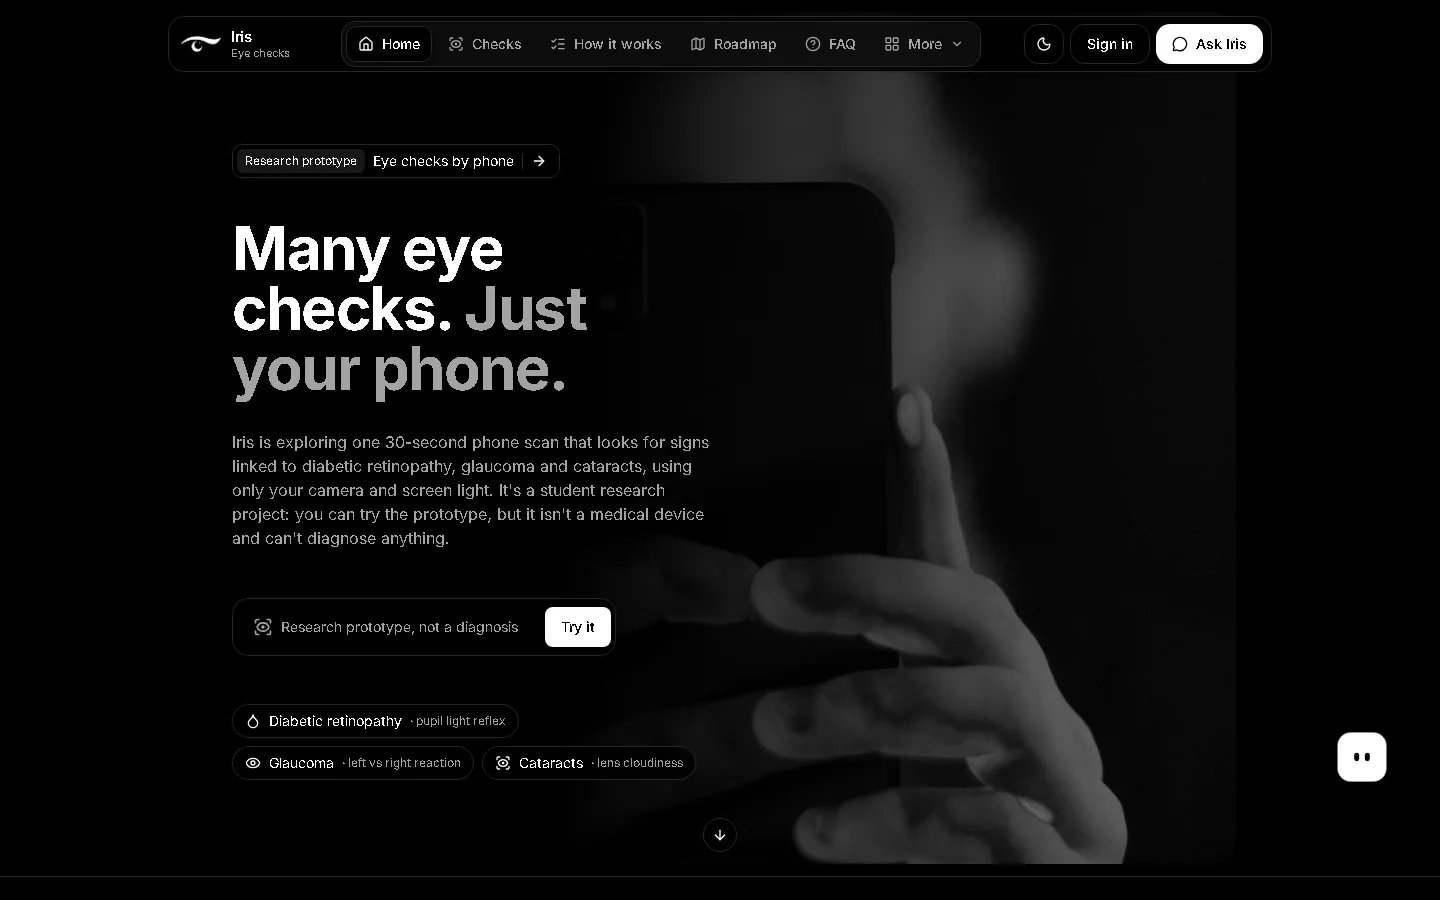 Iris
Eye checks
Home
Checks
How it works
Roadmap
FAQ
More
Sign in
Ask Iris
Research prototype
Eye checks by phone
Many eye
checks. Just
your phone.
Iris is exploring one 30-second phone scan that looks for signs
linked to diabetic retinopathy, glaucoma and cataracts, using
only your camera and screen light. It's a student research
project: you can try the prototype, but it isn't a medical device
and can't diagnose anything.
Research prototype, not a diagnosis
Try it
Diabetic retinopathy · pupil light reflex
Glaucoma · left vs right reaction
Cataracts · lens cloudiness